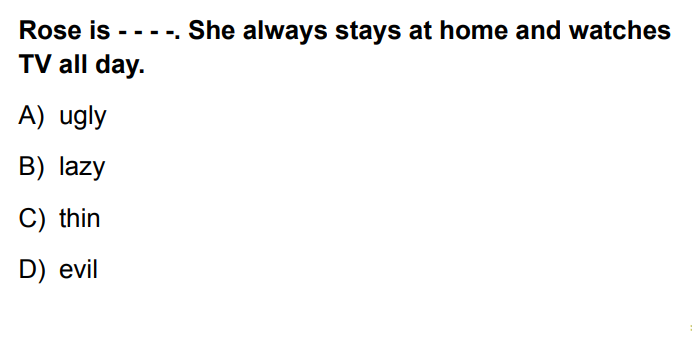 Rose is - - - -. She always stays at home and watches
TV all day.
A) ugly
B) lazy
C) thin
D) evil